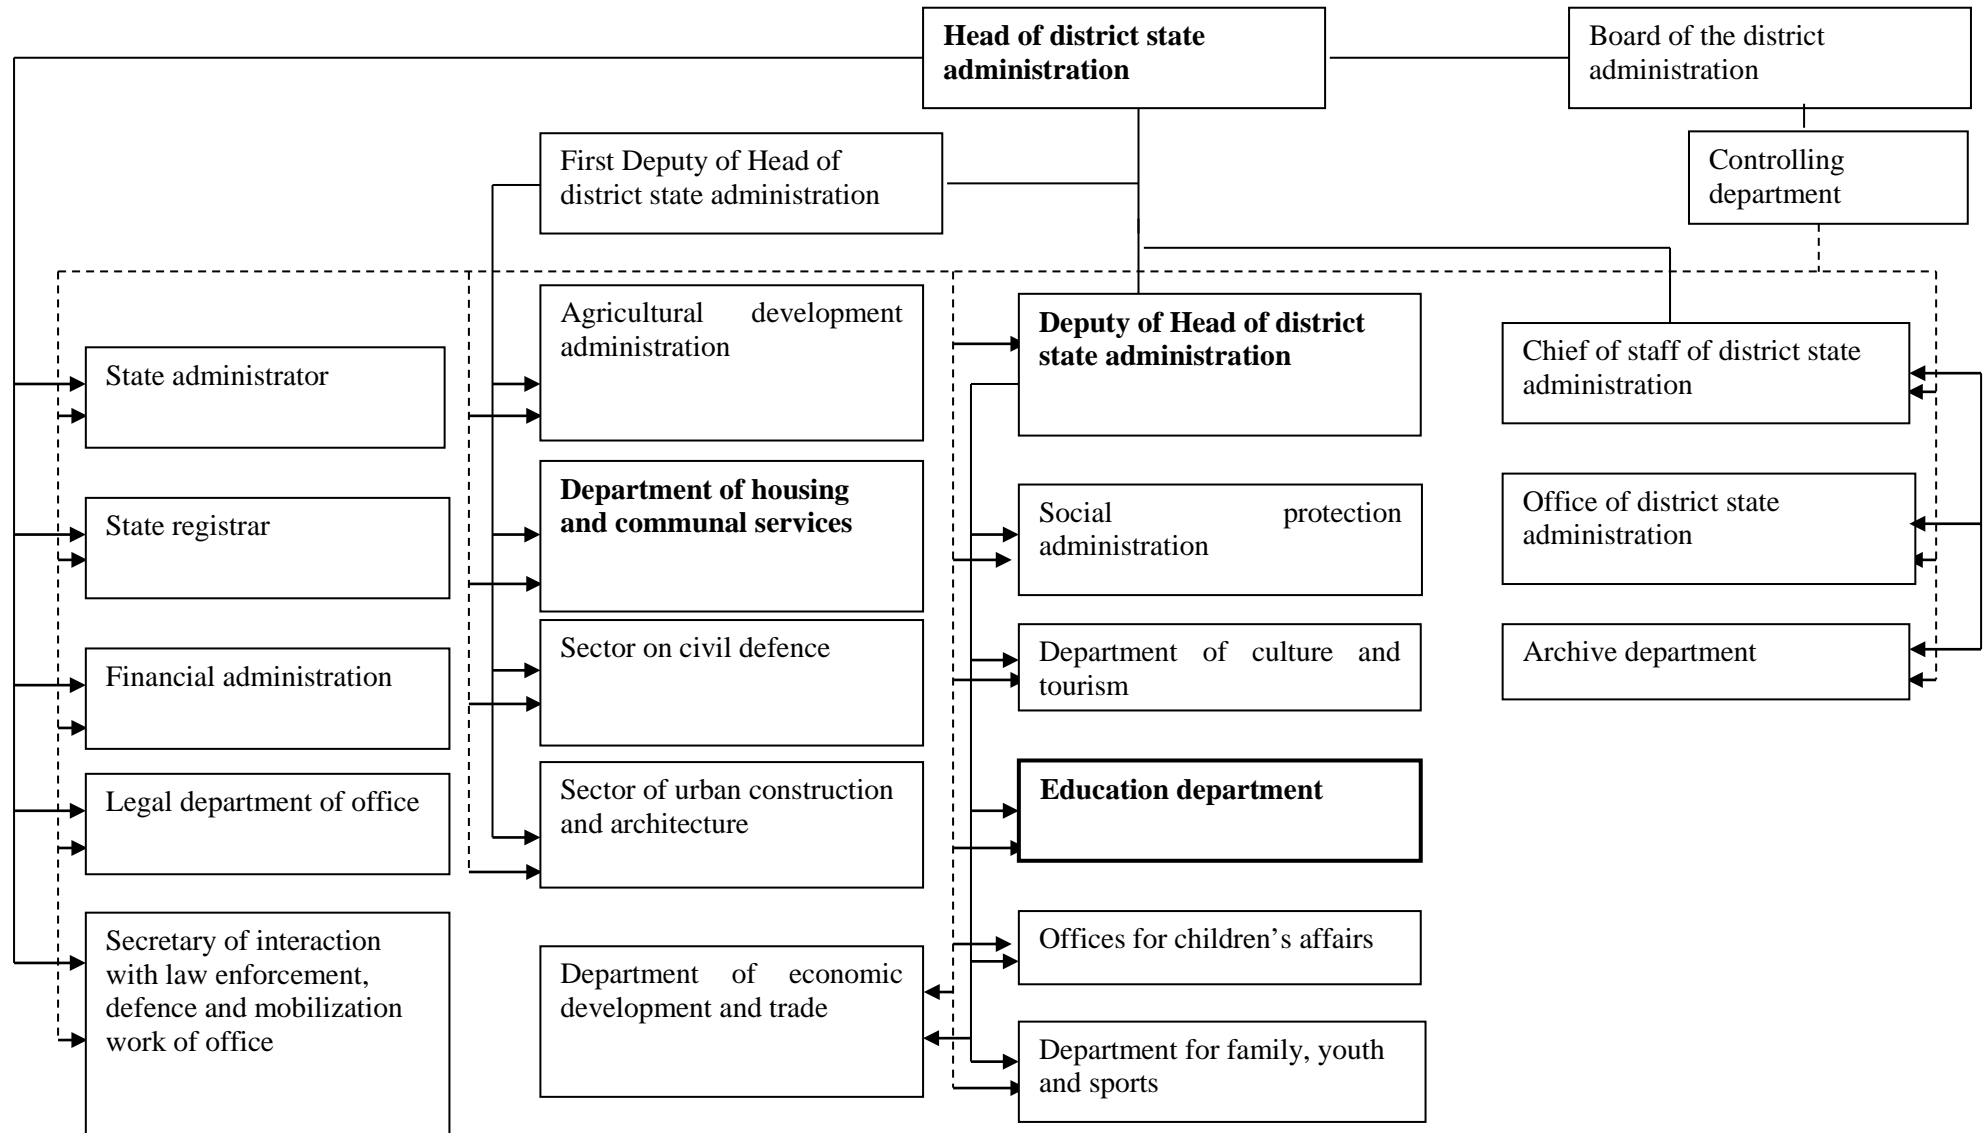 Head of district state
administration
Board of the district
administration
First Deputy of Head of
district state administration
Controlling
department
State administrator
State registrar
Financial administration
Legal department of office
Secretary of interaction
with law enforcement,
defence and mobilization
work of office
Agricultural development
administration
Department of housing
and communal services
Sector on civil defence
Sector of urban construction
and architecture
Department of economic
development and trade
Deputy of Head of district
state administration
Social protection
administration
Department of culture and
tourism
Education department
Offices for children’s affairs
Department for family, youth
and sports
Chief of staff of district state
administration
Office of district state
administration
Archive department